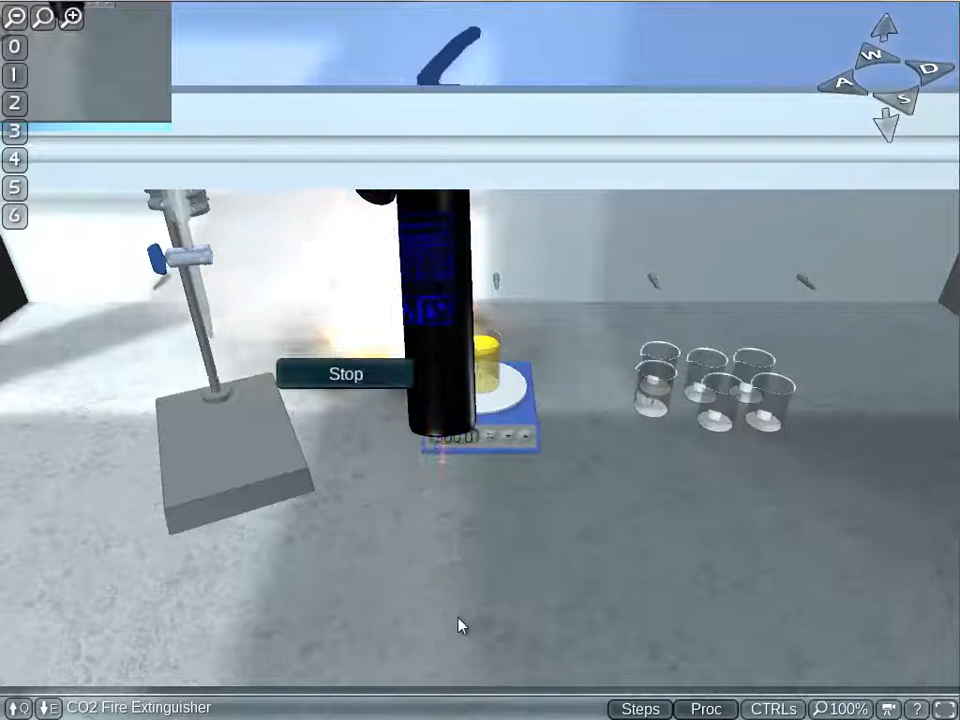 0
1
2
3
4
5
6
W
A
S
D
Stop
Q
E
CO2 Fire Extinguisher
Steps
Proc
CTRLs
100%
?